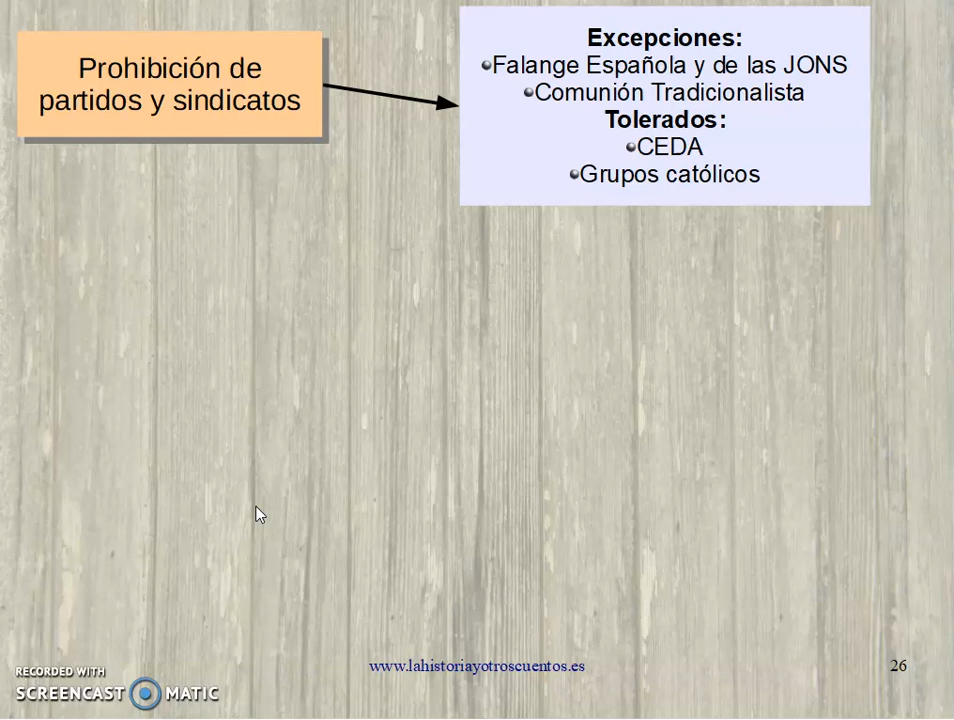 Prohibición de
partidos y sindicatos
Excepciones:
Falange Española y de las JONS
Comunión Tradicionalista
Tolerados:
CEDA
Grupos católicos
RECORDED WITH
SCREENCAST MATIC
www.lahistoriayotroscuentos.es
26